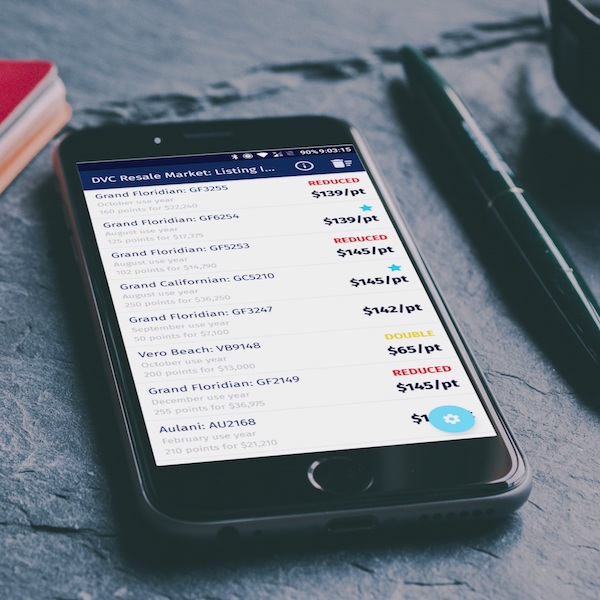 90% 9:03:15
DVC Resale Market: Listing I...
Grand Floridian: GF3255
REDUCED
October use year
$139/pt
160 points for $22,240
Grand Floridian: GF6254
August use year
$139/pt
125 points for $17,375
Grand Floridian: GF5253
REDUCED
August use year
$145/pt
102 points for $14,790
Grand Californian: GC5210
August use year
$145/pt
250 points for $36,250
Grand Floridian: GF3247
September use year
$142/pt
50 points for $7,100
Vero Beach: VB9148
DOUBLE
October use year
$65/pt
200 points for $13,000
Grand Floridian: GF2149
REDUCED
December use year
$145/pt
255 points for $36,975
Aulani: AU2168
February use year
210 points for $21,210